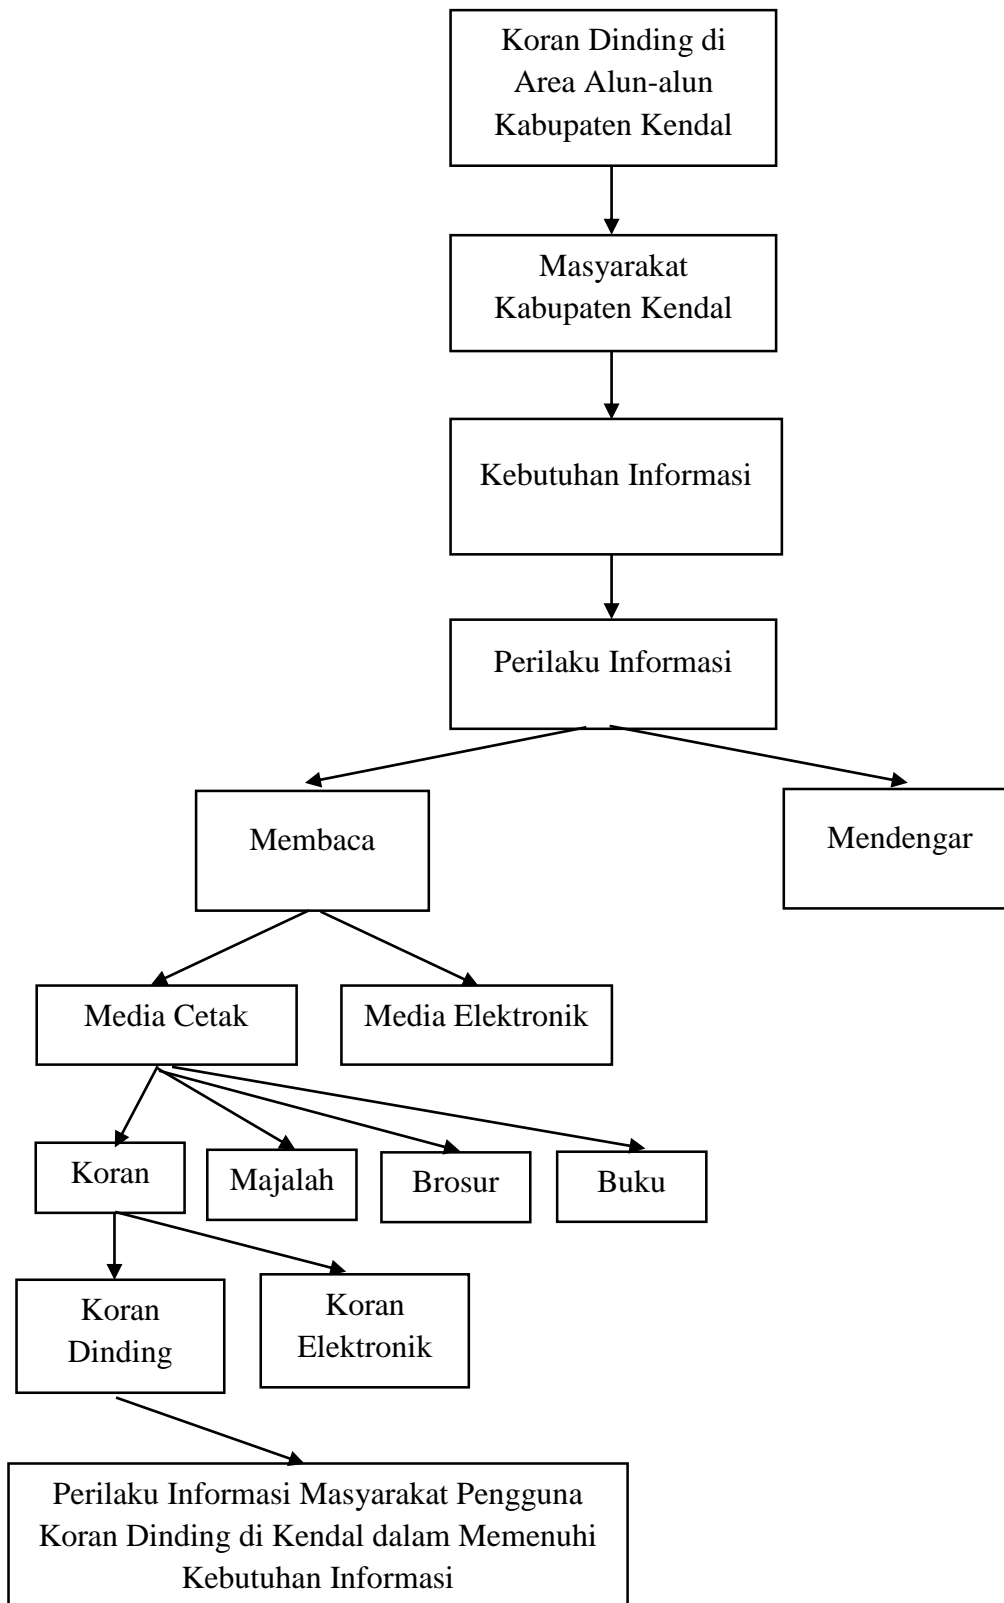 Koran Dinding di
Area Alun-alun
Kabupaten Kendal
Masyarakat
Kabupaten Kendal
Kebutuhan Informasi
Perilaku Informasi
Membaca
Mendengar
Media Cetak
Media Elektronik
Koran
Majalah
Brosur
Buku
Koran
Dinding
Koran
Elektronik
Perilaku Informasi Masyarakat Pengguna
Koran Dinding di Kendal dalam Memenuhi
Kebutuhan Informasi